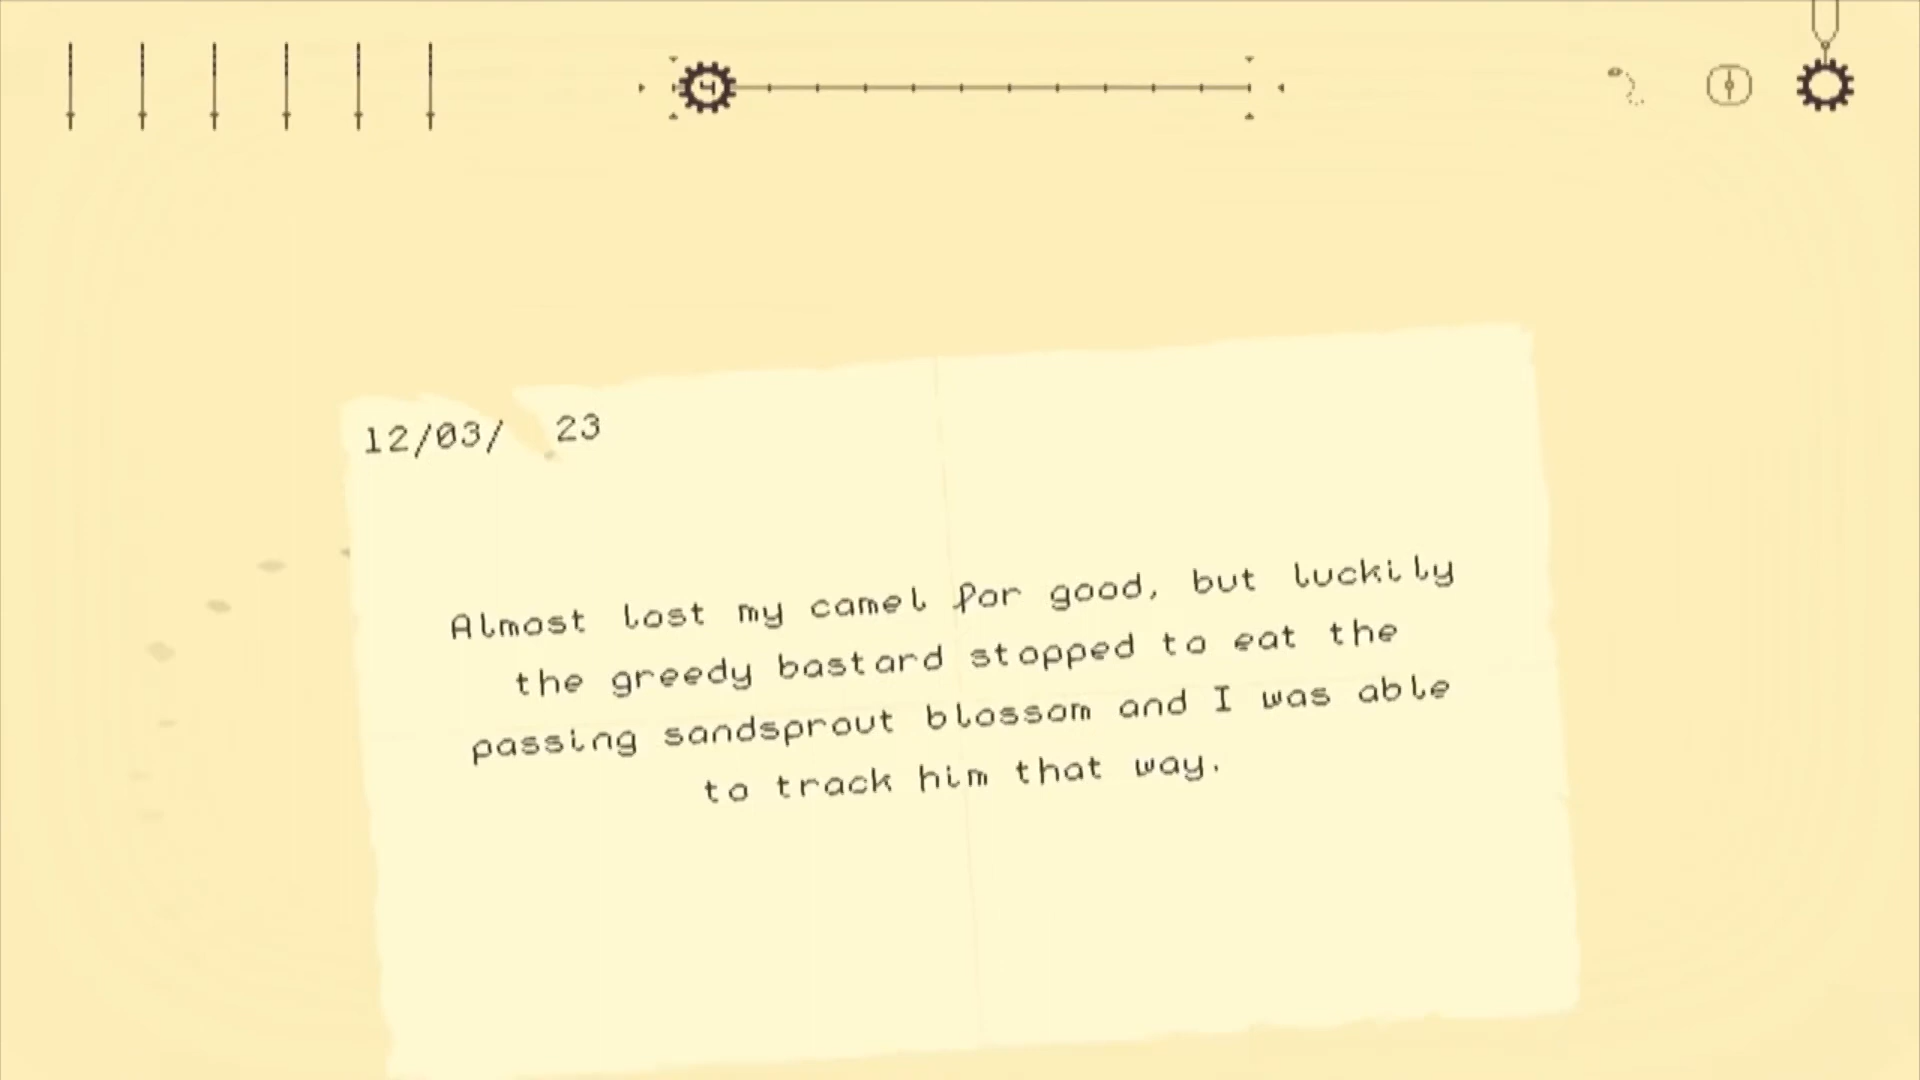 4
12/03/ 23
Almost lost my camel for good, but luckily
the greedy bastard stopped to eat the
passing sandsprout blossom and I was able
to track him that way.